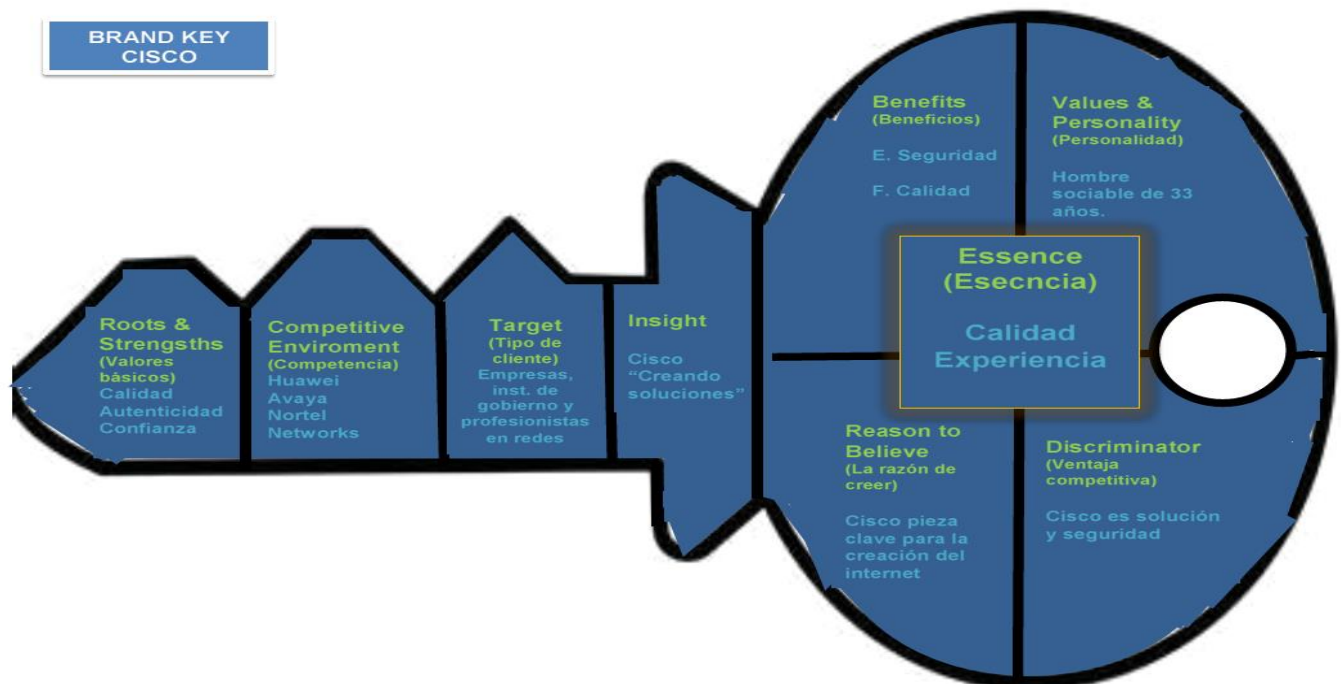 BRAND KEY
CISCO
Roots &
Strengsths
(Valores
básicos)
Calidad
Autenticidad
Confianza
Competitive
Enviroment
(Competencia)
Huawei
Avaya
Nortel
Networks
Target
(Tipo de
cliente)
Empresas,
inst. de
gobierno y
profesionistas
en redes
Insight
Cisco
“Creando
soluciones”
Benefits
(Beneficios)
E. Seguridad
F. Calidad
Values &
Personality
(Personalidad)
Hombre
sociable de 33
años.
Essence
(Esecncia)
Calidad
Experiencia
Reason to
Believe
(La razón de
creer)
Cisco pieza
clave para la
creación del
internet
Discriminator
(Ventaja
competitiva)
Cisco es solución
y seguridad